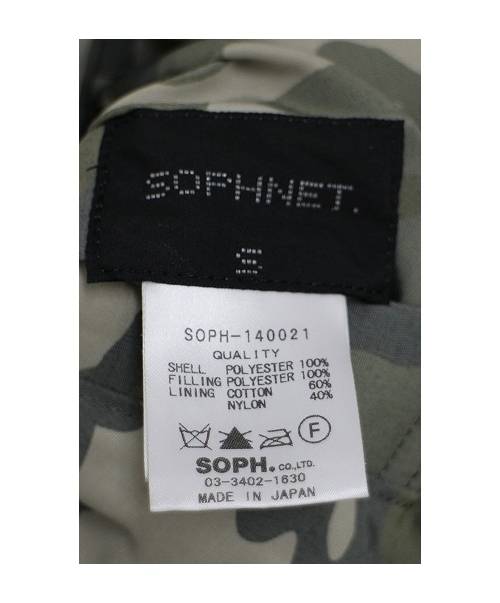 SOPHNET.
S
SOPH-140021
QUALITY
SHELL POLYESTER 100%
FILLING POLYESTER 100%
LINING COTTON 60%
NYLON 40%
F
SOPH. CO.,LTD.
03-3402-1630
MADE IN JAPAN